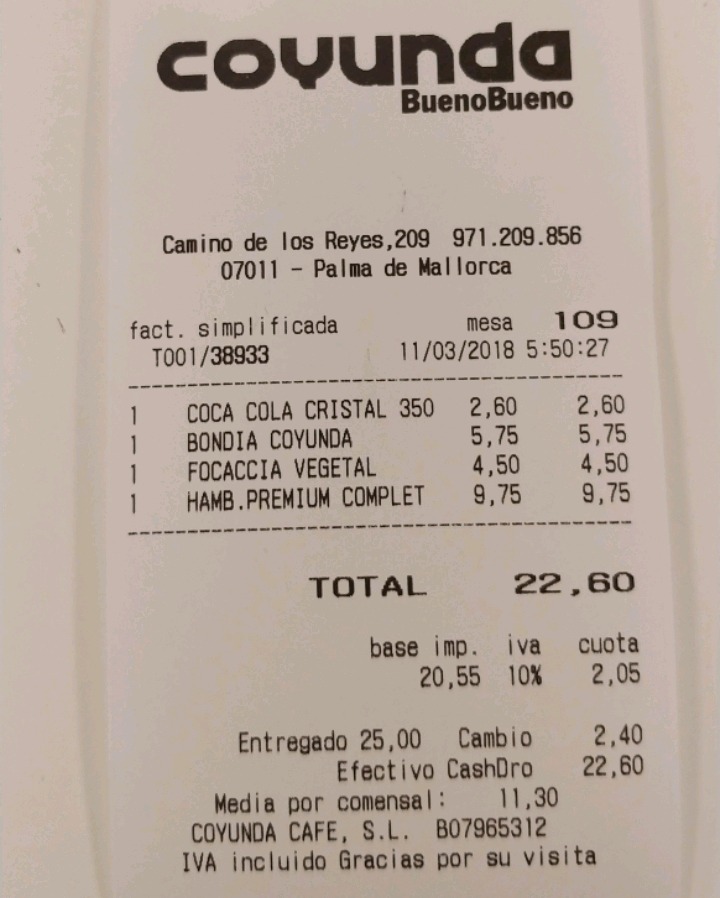 coyunda
BuenoBueno
Camino de los Reyes,209 971.209.856
07011 - Palma de Mallorca
fact. simplificada mesa 109
T001/38933 11/03/2018 5:50:27
1 COCA COLA CRISTAL 350 2,60 2,60
1 BONDIA COYUNDA 5,75 5,75
1 FOCACCIA VEGETAL 4,50 4,50
1 HAMB.PREMIUM COMPLET 9,75 9,75
TOTAL 22,60
base imp. iva cuota
20,55 10% 2,05
Entregado 25,00 Cambio 2,40
Efectivo CashDro 22,60
Media por comensal: 11,30
COYUNDA CAFE, S.L. B07965312
IVA incluido Gracias por su visita